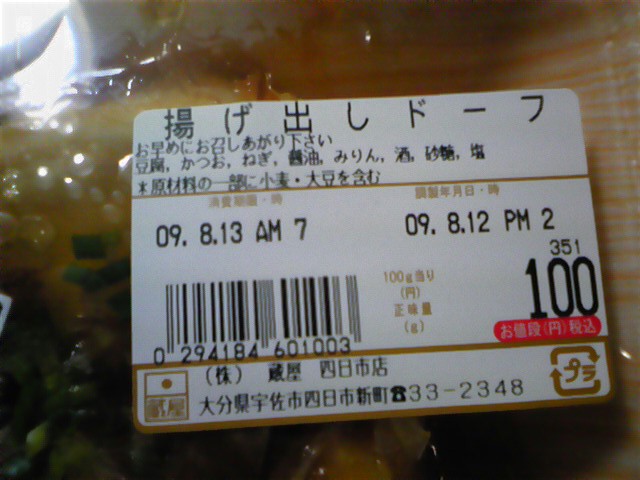 揚げ出しドーフ
お早めにお召しあがり下さい
豆腐，かつお，ねぎ，醤油，みりん，酒，砂糖，塩
＊原材料の一部に小麦・大豆を含む
消費期限・時 調製年月日・時
09. 8.13 AM 7 09. 8.12 PM 2
351
100g当り
(円)
100
正味量
(g)
お値段(円)税込
0 294184 601003
(株) 蔵屋 四日市店
蔵屋
大分県宇佐市四日市新町☎33-2348
プラ